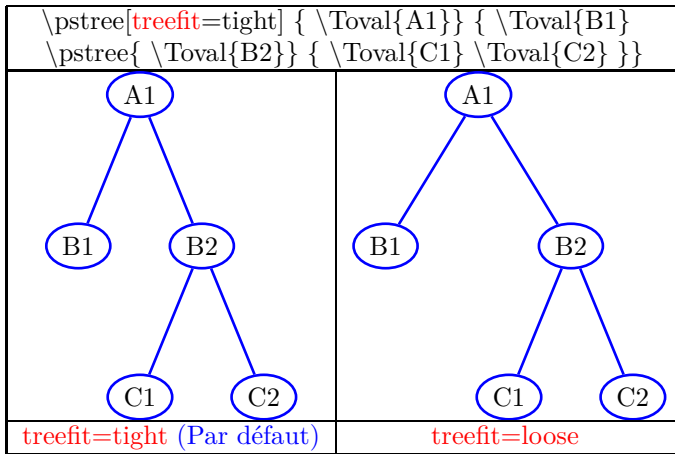 \pstree[treefit=tight] { \Toval{A1}} { \Toval{B1}
\pstree{ \Toval{B2}} { \Toval{C1} \Toval{C2} }}
A1
B1 B2
C1 C2
A1
B1 B2
C1 C2
treefit=tight (Par défaut)
treefit=loose